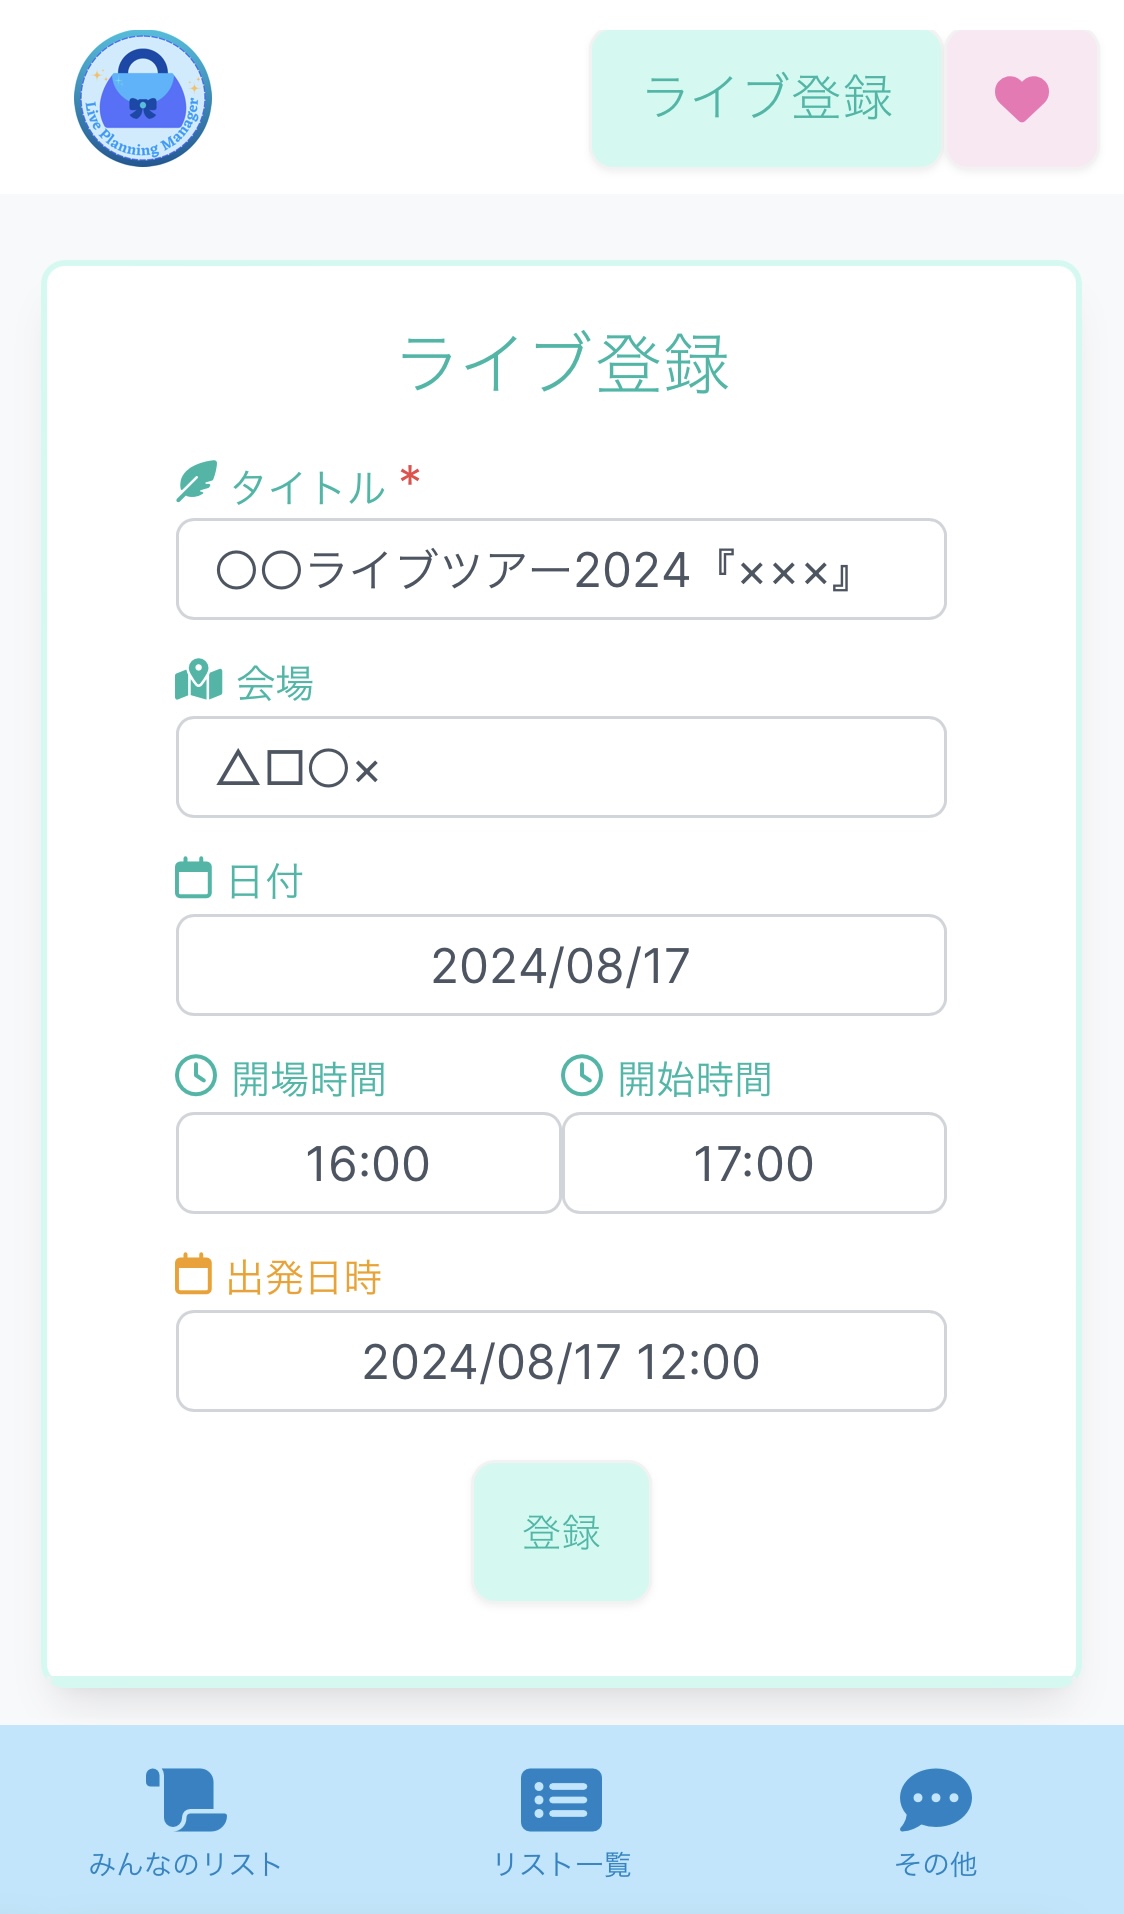 Live Planning Manager
ライブ登録
ライブ登録
タイトル *
○○ライブツアー2024『×××』
会場
△□○×
日付
2024/08/17
開場時間 開始時間
16:00 17:00
出発日時
2024/08/17 12:00
登録
みんなのリスト リスト一覧 その他